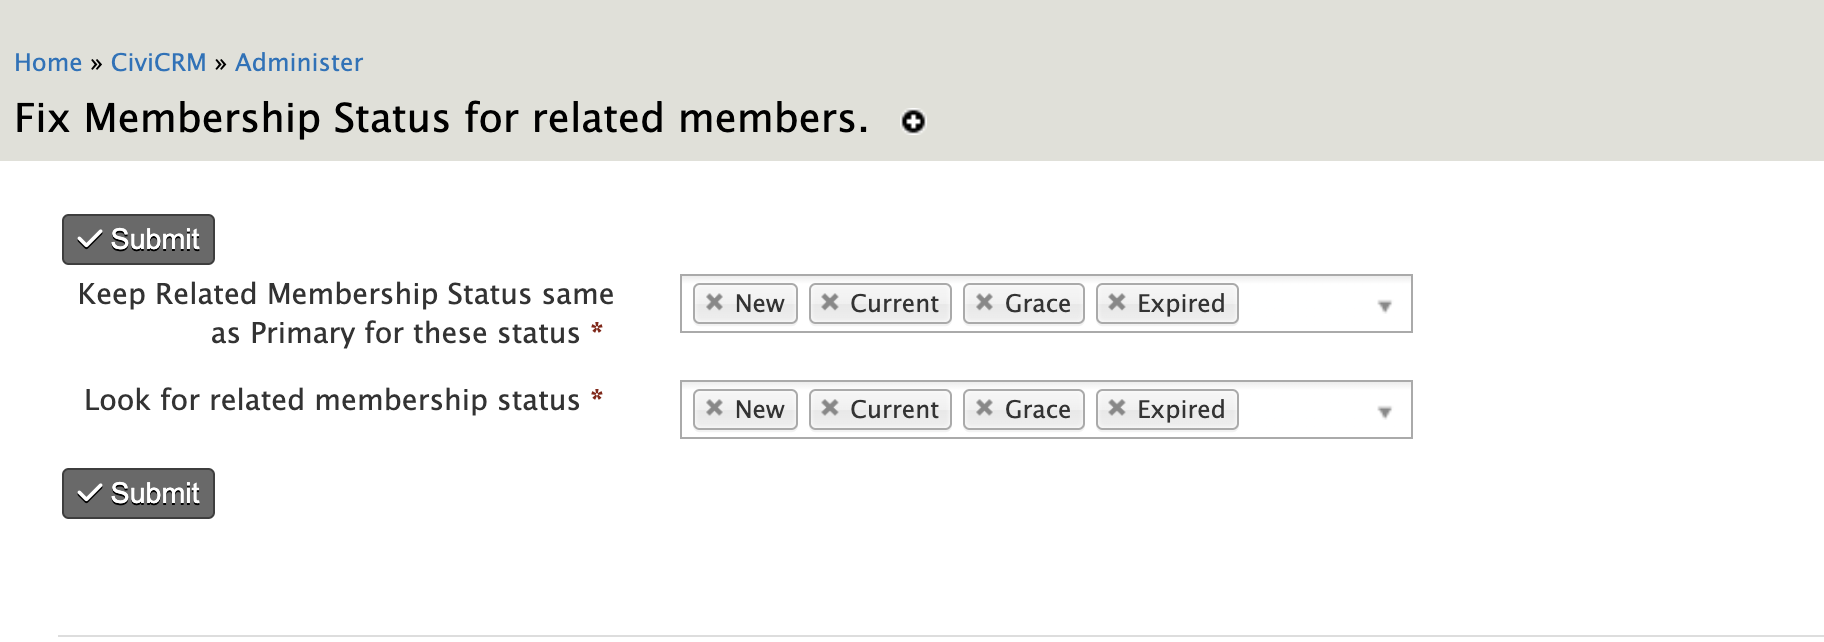 Home » CiviCRM » Administer
Fix Membership Status for related members.
Submit
Keep Related Membership Status same
as Primary for these status *
New Current Grace Expired
Look for related membership status *
New Current Grace Expired
Submit